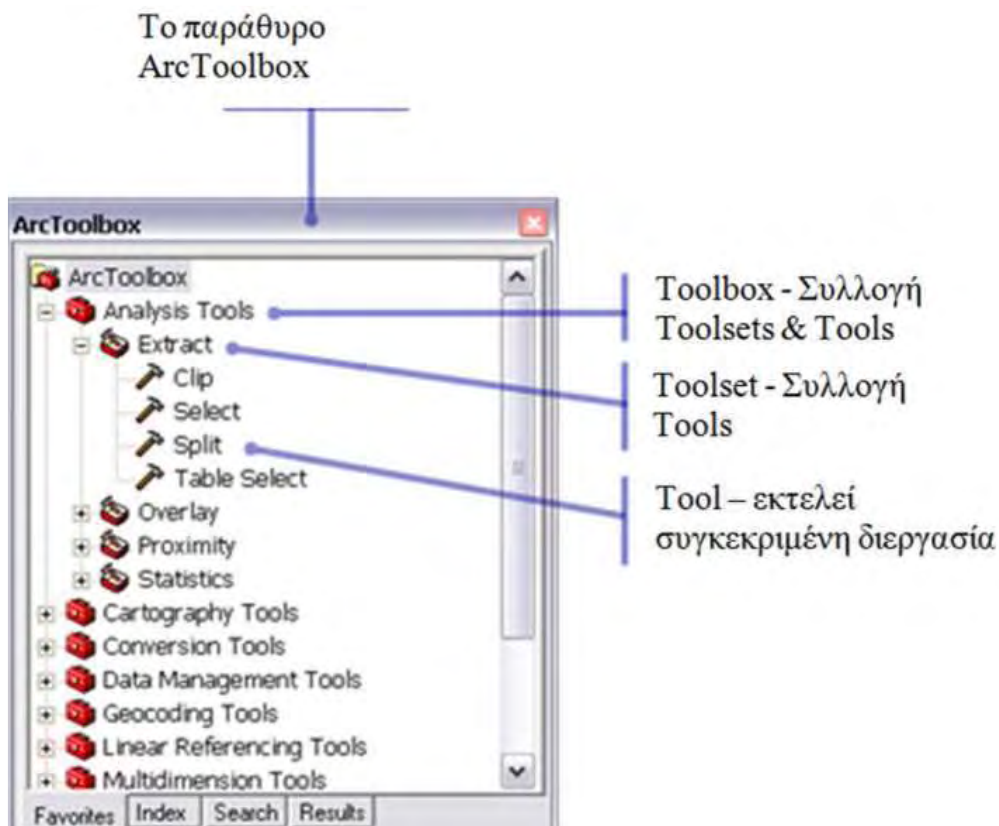 Το παράθυρο
ArcToolbox
ArcToolbox
ArcToolbox
Analysis Tools
Extract
Clip
Select
Split
Table Select
Overlay
Proximity
Statistics
Cartography Tools
Conversion Tools
Data Management Tools
Geocoding Tools
Linear Referencing Tools
Multidimension Tools
Favorites Index Search Results
Toolbox - Συλλογή
Toolsets & Tools
Toolset - Συλλογή
Tools
Tool – εκτελεί
συγκεκριμένη διεργασία